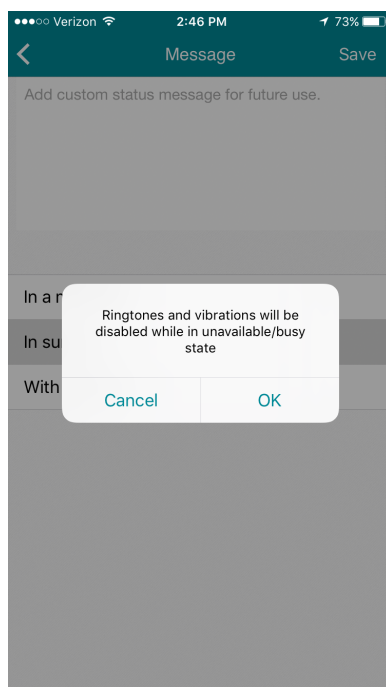 Verizon 2:46 PM 73%
Message Save
Add custom status message for future use.
In a
Ringtones and vibrations will be
disabled while in unavailable/busy
state
In su
With
Cancel OK